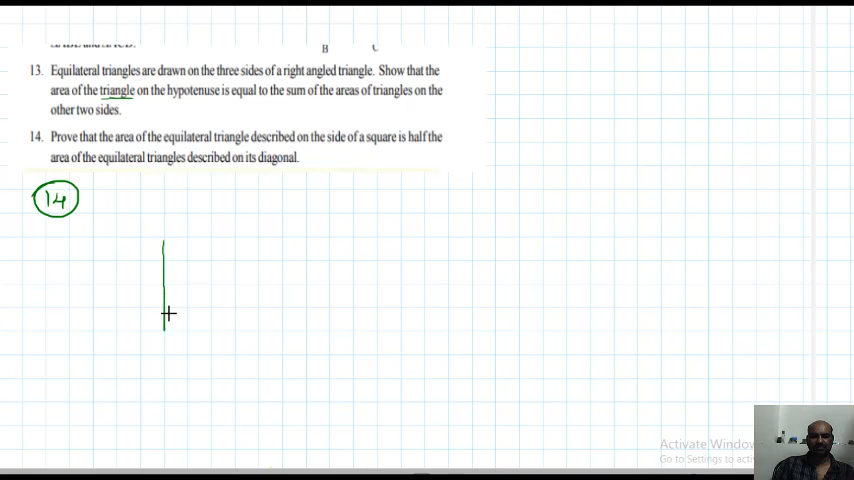 B C
13. Equilateral triangles are drawn on the three sides of a right angled triangle. Show that the
area of the triangle on the hypotenuse is equal to the sum of the areas of triangles on the
other two sides.
14. Prove that the area of the equilateral triangle described on the side of a square is half the
area of the equilateral triangles described on its diagonal.
14
Activate Window
Go to Settings to acti